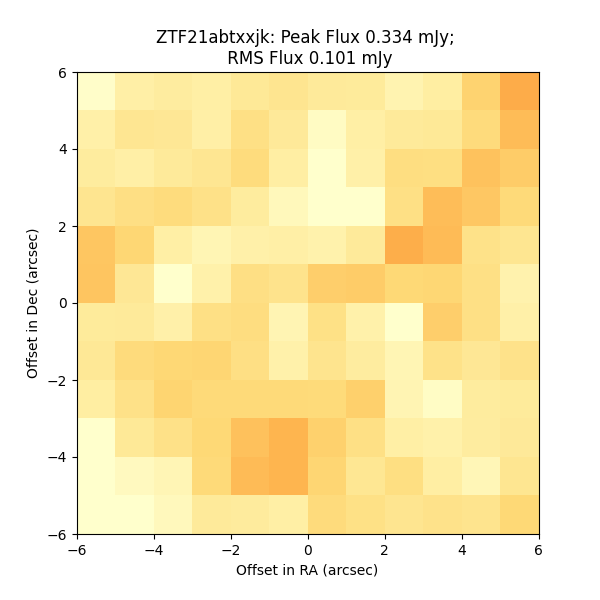 ZTF21abtxxjk: Peak Flux 0.334 mJy;
RMS Flux 0.101 mJy
6
4
2
0
−2
−4
−6
Offset in Dec (arcsec)
−6 −4 −2 0 2 4 6
Offset in RA (arcsec)